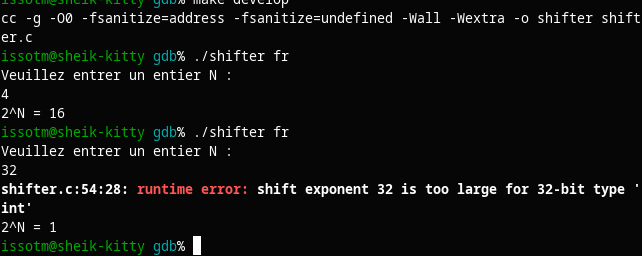 issotm@sheik-kitty gdb% make develop
cc -g -O0 -fsanitize=address -fsanitize=undefined -Wall -Wextra -o shifter shift
er.c
issotm@sheik-kitty gdb% ./shifter fr
Veuillez entrer un entier N :
4
2^N = 16
issotm@sheik-kitty gdb% ./shifter fr
Veuillez entrer un entier N :
32
shifter.c:54:28: runtime error: shift exponent 32 is too large for 32-bit type '
int'
2^N = 1
issotm@sheik-kitty gdb%